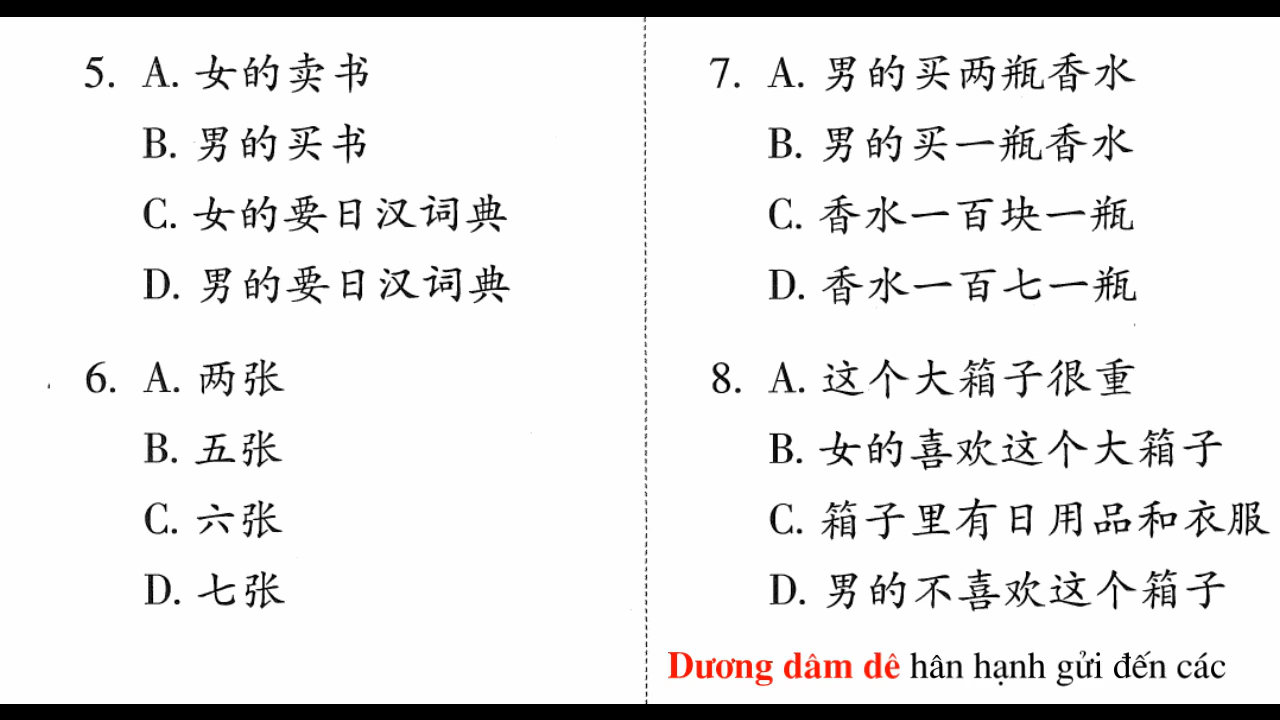 5. A. 女的卖书
B. 男的买书
C. 女的要日汉词典
D. 男的要日汉词典
6. A. 两张
B. 五张
C. 六张
D. 七张
7. A. 男的买两瓶香水
B. 男的买一瓶香水
C. 香水一百块一瓶
D. 香水一百七一瓶
8. A. 这个大箱子很重
B. 女的喜欢这个大箱子
C. 箱子里有日用品和衣服
D. 男的不喜欢这个箱子
Dương dâm dê hân hạnh gửi đến các